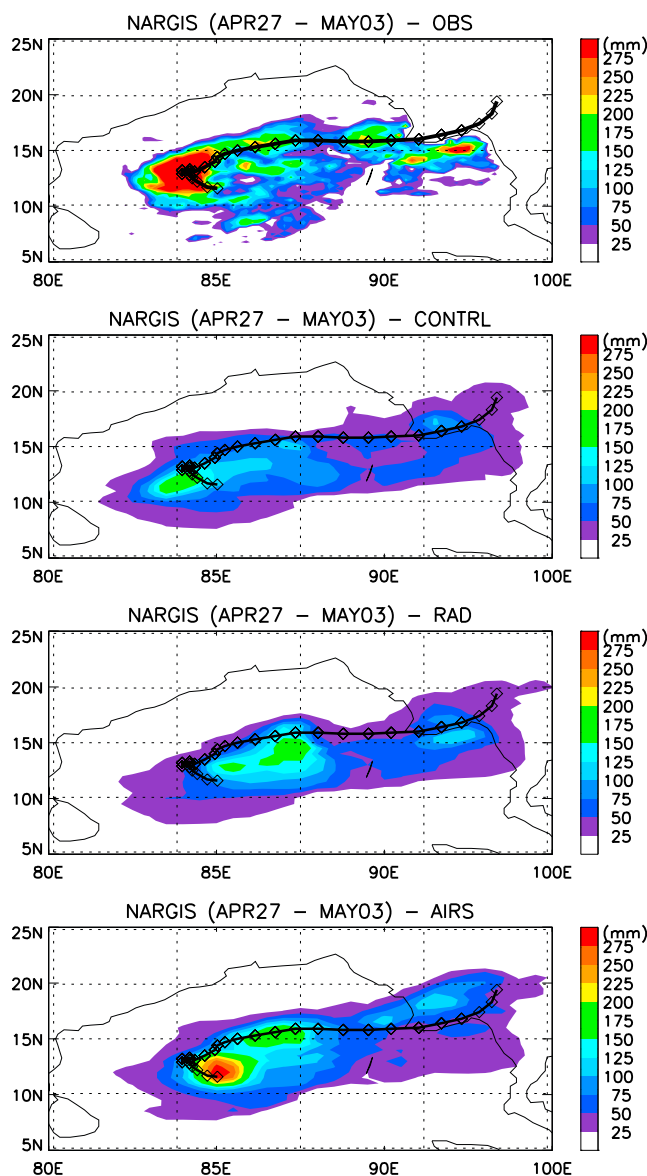 NARGIS (APR27 – MAY03) – OBS
25N
20N
15N
10N
5N
80E
85E
90E
95E
100E
(mm)
275
250
225
200
175
150
125
100
75
50
25
NARGIS (APR27 – MAY03) – CONTRL
25N
20N
15N
10N
5N
80E
85E
90E
100E
(mm)
275
250
225
200
175
150
125
100
75
50
25
NARGIS (APR27 – MAY03) – RAD
25N
20N
15N
10N
5N
80E
85E
90E
100E
(mm)
275
250
225
200
175
150
125
100
75
50
25
NARGIS (APR27 – MAY03) – AIRS
25N
20N
15N
10N
5N
80E
85E
90E
100E
(mm)
275
250
225
200
175
150
125
100
75
50
25